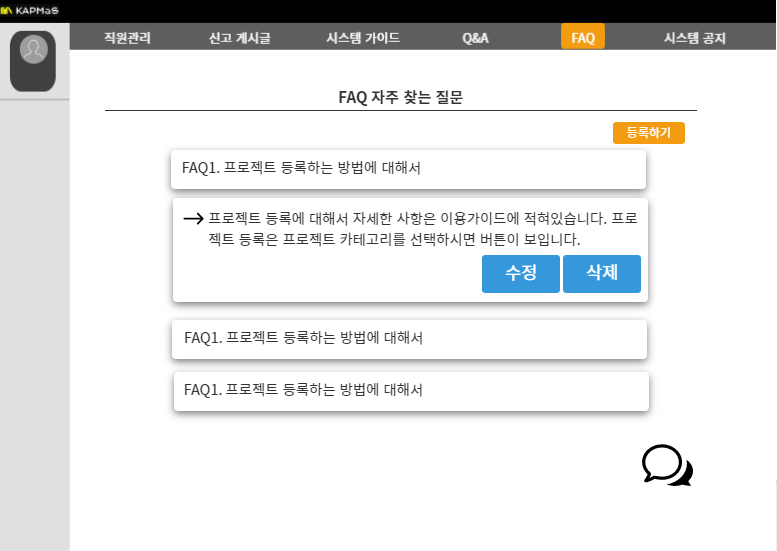 KAPMaS
직원관리 신고 게시글 시스템 가이드 Q&A FAQ 시스템 공지
FAQ 자주 찾는 질문
등록하기
FAQ1. 프로젝트 등록하는 방법에 대해서
프로젝트 등록에 대해서 자세한 사항은 이용가이드에 적혀있습니다. 프로
젝트 등록은 프로젝트 카테고리를 선택하시면 버튼이 보입니다.
수정 삭제
FAQ1. 프로젝트 등록하는 방법에 대해서
FAQ1. 프로젝트 등록하는 방법에 대해서